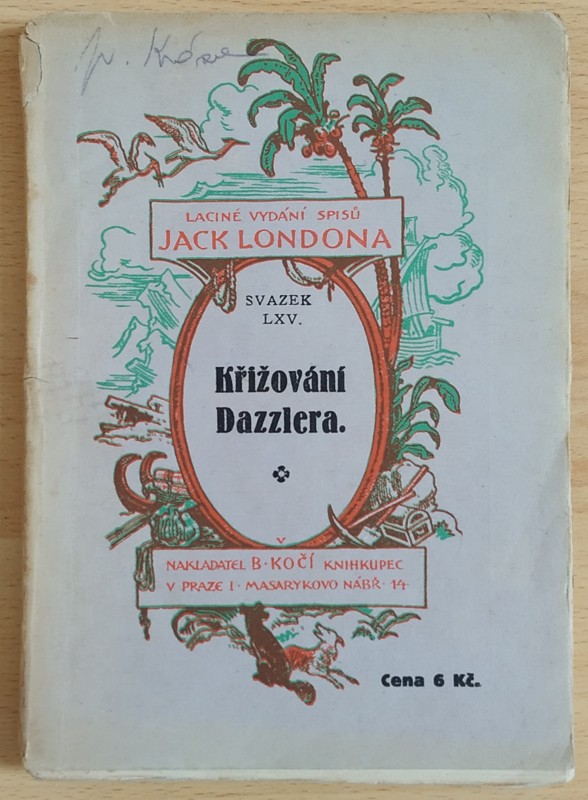 LACINÉ VYDÁNÍ SPISŮ
JACK LONDONA
SVAZEK
LXV.
Křižování
Dazzlera.
NAKLADATEL B·KOČÍ KNIHKUPEC
V PRAZE I· MASARYKOVO NÁBŘ·14·
Cena 6 Kč.